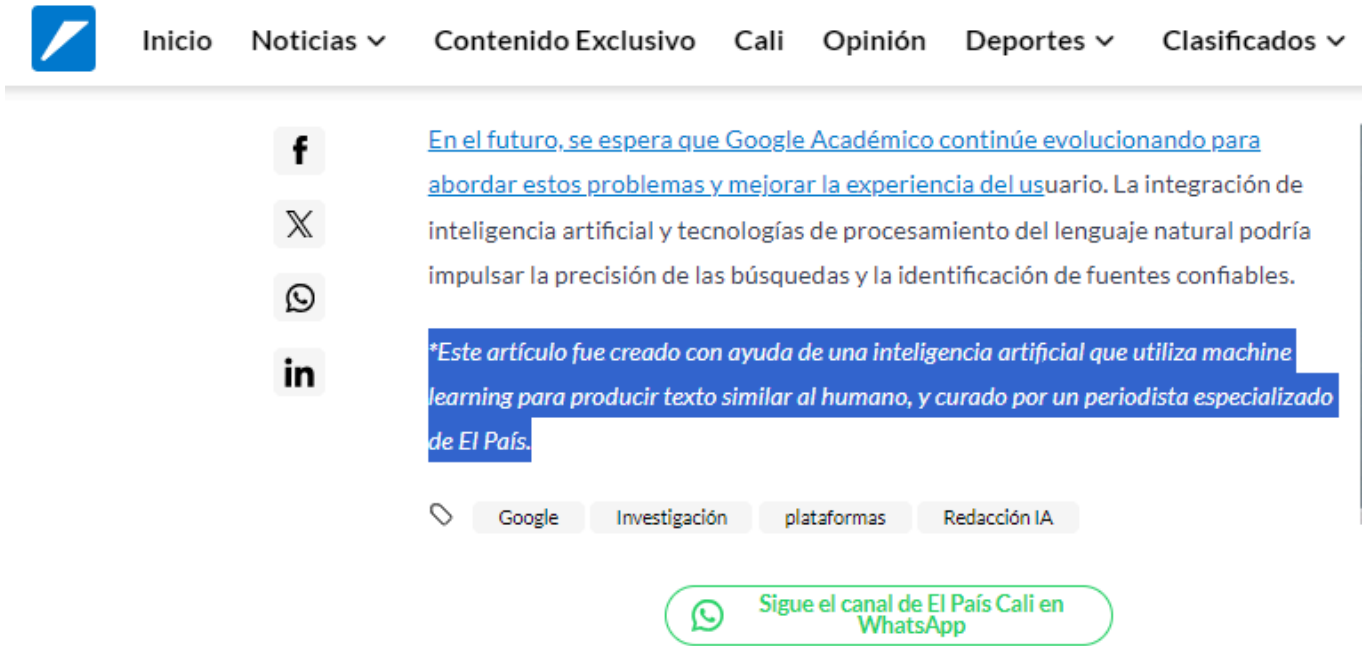 Inicio Noticias Contenido Exclusivo Cali Opinión Deportes Clasificados
En el futuro, se espera que Google Académico continúe evolucionando para
abordar estos problemas y mejorar la experiencia del usuario. La integración de
inteligencia artificial y tecnologías de procesamiento del lenguaje natural podría
impulsar la precisión de las búsquedas y la identificación de fuentes confiables.
*Este artículo fue creado con ayuda de una inteligencia artificial que utiliza machine
learning para producir texto similar al humano, y curado por un periodista especializado
de El País.
Google Investigación plataformas Redacción IA
Sigue el canal de El País Cali en
WhatsApp